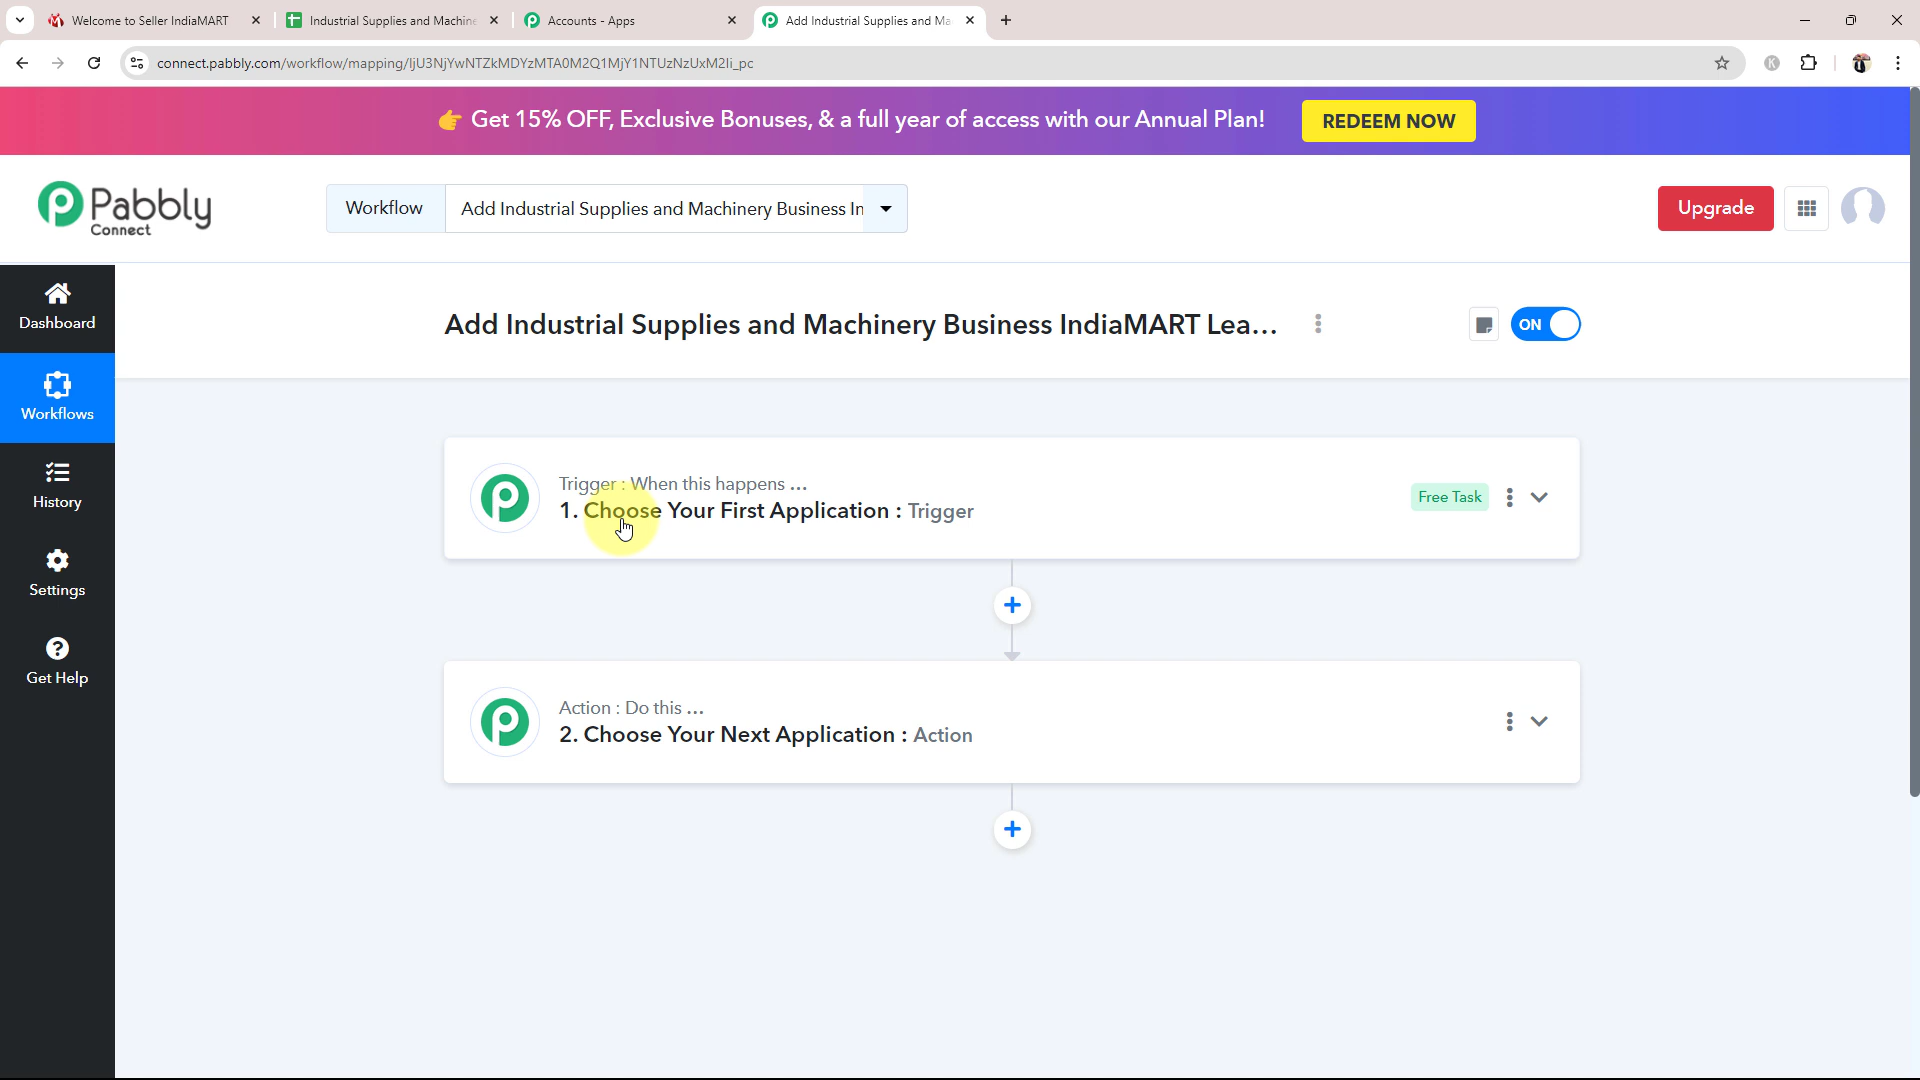 Welcome to Seller IndiaMART
Industrial Supplies and Machine
Accounts - Apps
Add Industrial Supplies and Ma
connect.pabbly.com/workflow/mapping/IjU3NjYwNTZkMDYzMTA0M2Q1MjY1NTUzNzUxM2Ii_pc
👉 Get 15% OFF, Exclusive Bonuses, & a full year of access with our Annual Plan!
REDEEM NOW
Pabbly
Connect
Workflow
Add Industrial Supplies and Machinery Business In
Upgrade
Dashboard
Workflows
History
Settings
Get Help
Add Industrial Supplies and Machinery Business IndiaMART Lea...
ON
Trigger : When this happens ...
1. Choose Your First Application : Trigger
Free Task
Action : Do this ...
2. Choose Your Next Application : Action